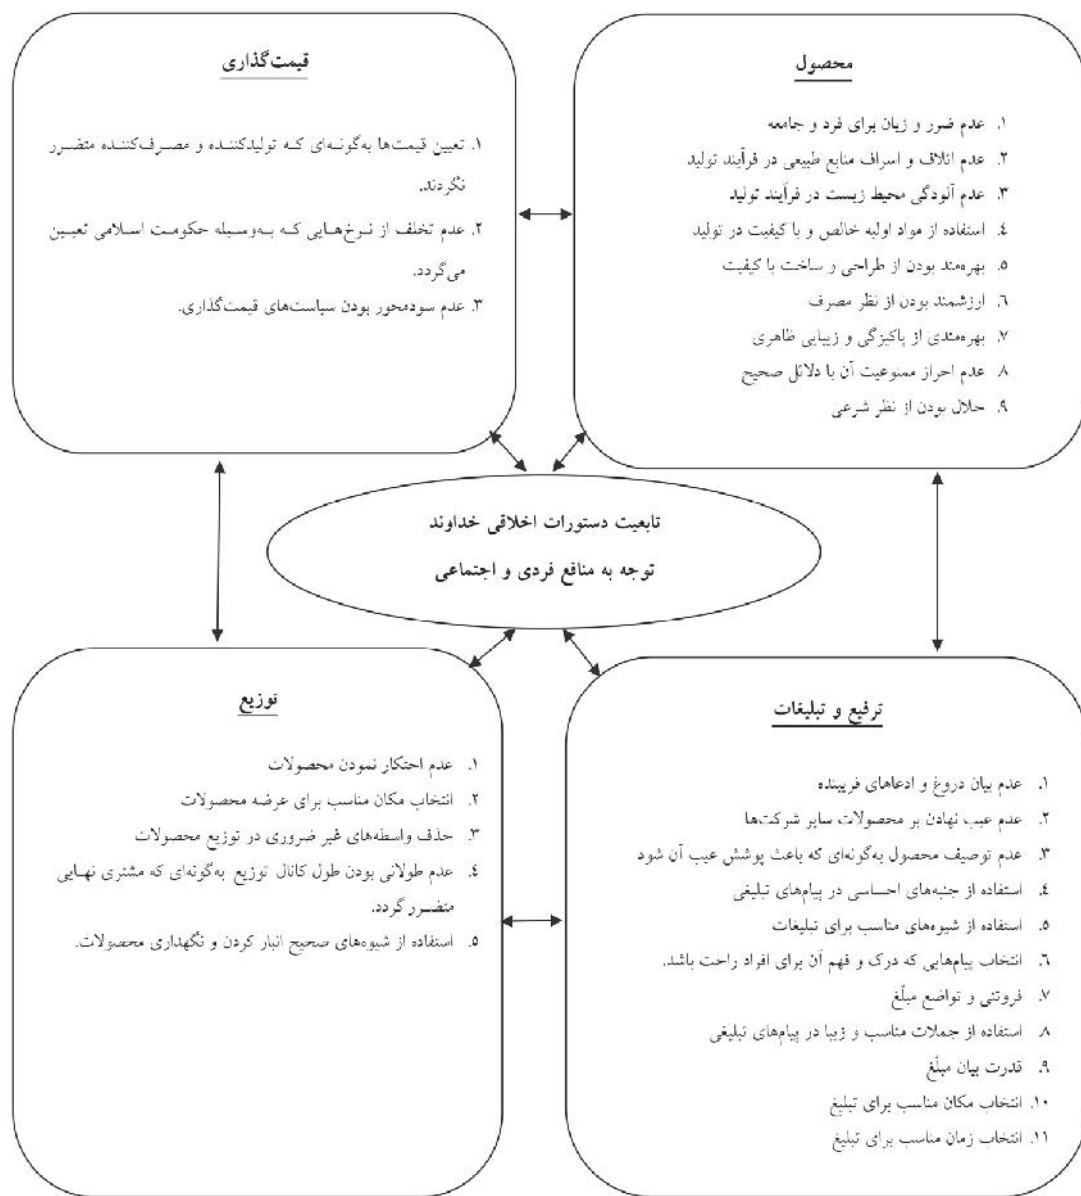 محصول
۱. عدم ضرر و زیان برای فرد و جامعه
۲. عدم اتلاف و اسراف منابع طبیعی در فرآیند تولید
۳. عدم آلودگی محیط زیست در فرآیند تولید
۴. استفاده از مواد اولیه خالص و با کیفیت در تولید
۵. بهره‌مند بودن از طراحی و ساخت با کیفیت
۶. ارزشمند بودن از نظر مصرف
۷. بهره‌مندی از پاکیزگی و زیبایی ظاهری
۸. عدم احراز ممنوعیت آن با دلائل صحیح
۹. حلال بودن از نظر شرعی
قیمت‌گذاری
۱. تعیین قیمت‌ها به‌گونه‌ای که تولیدکننده و مصرف‌کننده متضرر
نگردند.
۲. عدم تخلف از نرخ‌هایی که به‌وسیله حکومت اسلامی تعیین
می‌گردد.
۳. عدم سودمحور بودن سیاست‌های قیمت‌گذاری.
تابعیت دستورات اخلاقی خداوند
توجه به منافع فردی و اجتماعی
ترفیع و تبلیغات
۱. عدم بیان دروغ و ادعاهای فریبنده
۲. عدم عیب نهادن بر محصولات سایر شرکت‌ها
۳. عدم توصیف محصول به‌گونه‌ای که باعث پوشش عیب آن شود
۴. استفاده از جنبه‌های احساسی در پیام‌های تبلیغی
۵. استفاده از شیوه‌های مناسب برای تبلیغات
۶. انتخاب پیام‌هایی که درک و فهم آن برای افراد راحت باشد.
۷. فروتنی و تواضع مبلّغ
۸. استفاده از جملات مناسب و زیبا در پیام‌های تبلیغی
۹. قدرت بیان مبلّغ
۱۰. انتخاب مکان مناسب برای تبلیغ
۱۱. انتخاب زمان مناسب برای تبلیغ
توزیع
۱. عدم احتکار نمودن محصولات
۲. انتخاب مکان مناسب برای عرضه محصولات
۳. حذف واسطه‌های غیر ضروری در توزیع محصولات
۴. عدم طولانی بودن طول کانال توزیع به‌گونه‌ای که مشتری نهایی
متضرر گردد.
۵. استفاده از شیوه‌های صحیح انبار کردن و نگهداری محصولات.